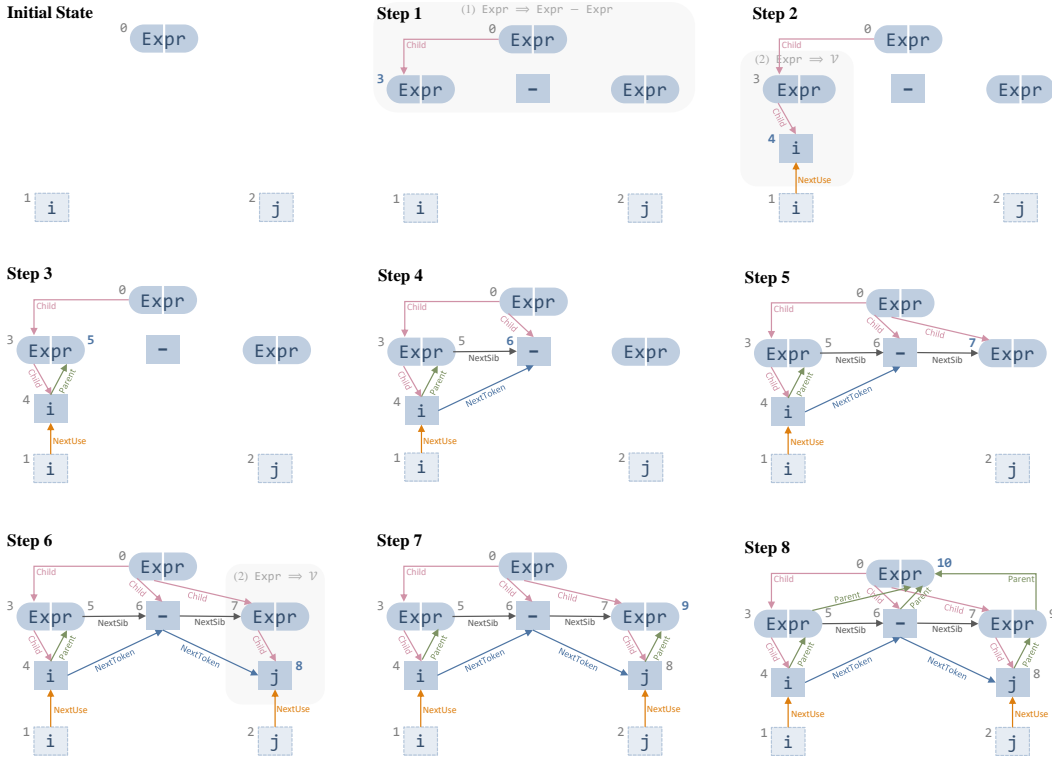 Initial State
0
Expr
1
i
2
j
Step 1
(1) Expr ⇒ Expr − Expr
0
Expr
Child
3
Expr
-
Expr
1
i
2
j
Step 2
0
Expr
Child
(2) Expr ⇒ 𝒱
3
Expr
-
Expr
Child
4
i
NextUse
1
i
2
j
Step 3
0
Expr
Child
3
Expr
5
-
Expr
Child
Parent
4
i
NextUse
1
i
2
j
Step 4
0
Expr
Child
Child
3
Expr
5
NextSib
6
-
Expr
Child
Parent
NextToken
4
i
NextUse
1
i
2
j
Step 5
0
Expr
Child
Child
Child
3
Expr
5
NextSib
6
-
NextSib
7
Expr
Child
Parent
NextToken
4
i
NextUse
1
i
2
j
Step 6
0
Expr
Child
Child
Child
(2) Expr ⇒ 𝒱
3
Expr
5
NextSib
6
-
NextSib
7
Expr
Child
Parent
NextToken
NextToken
Child
4
i
j
8
NextUse
NextUse
1
i
2
j
Step 7
0
Expr
Child
Child
Child
3
Expr
5
NextSib
6
-
NextSib
7
Expr
9
Child
Parent
NextToken
NextToken
Child
Parent
4
i
j
8
NextUse
NextUse
1
i
2
j
Step 8
0
Expr
10
Child
Child
Child
Parent
Parent
Parent
3
Expr
5
NextSib
6
-
NextSib
7
Expr
9
Child
Parent
NextToken
NextToken
Child
Parent
4
i
j
8
NextUse
NextUse
1
i
2
j